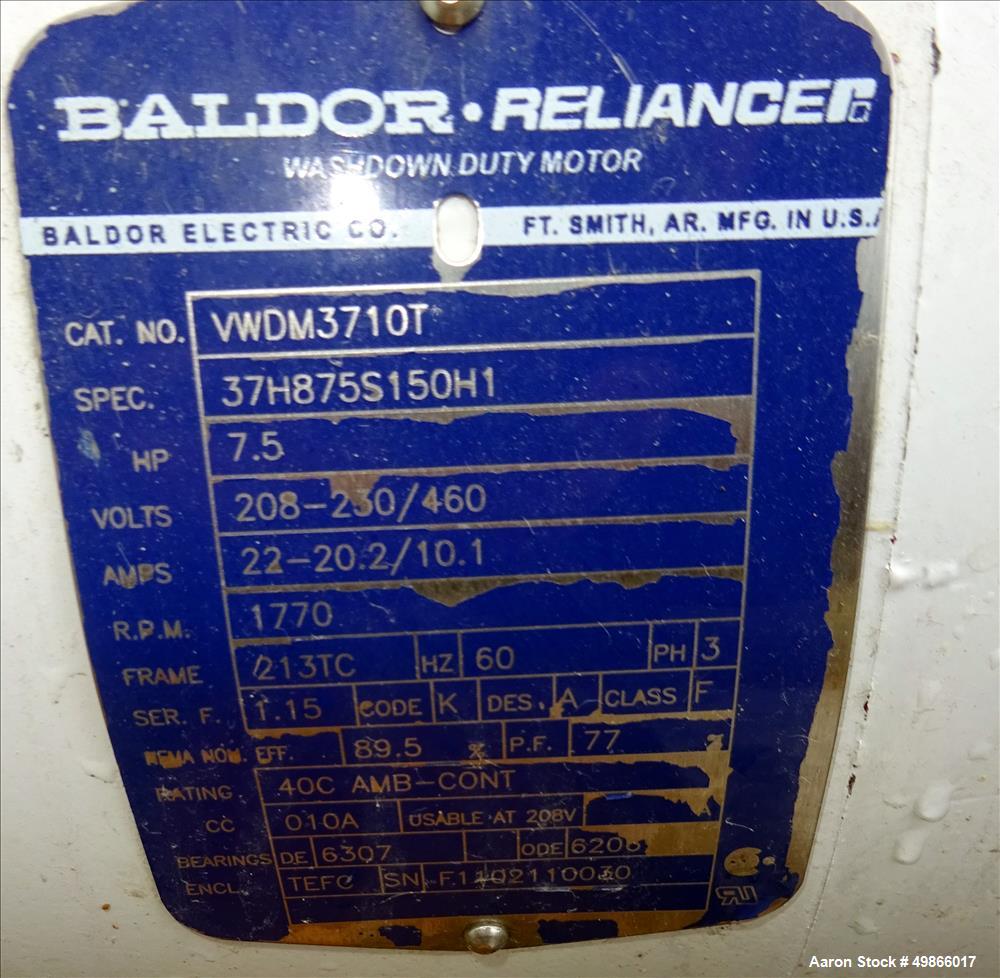 BALDOR • RELIANCE
WASHDOWN DUTY MOTOR
BALDOR ELECTRIC CO. FT. SMITH, AR. MFG. IN U.S.A
CAT. NO. VWDM3710T
SPEC. 37H875S150H1
HP 7.5
VOLTS 208-230/460
AMPS 22-20.2/10.1
R.P.M. 1770
FRAME 213TC HZ 60 PH 3
SER. F. 1.15 CODE K DES. A CLASS F
NEMA NOM. EFF. 89.5 % P.F. 77 %
RATING 40C AMB-CONT
CC 010A USABLE AT 208V A
BEARINGS DE 6307 ODE
ENCL. TEFC SN F1102110030
Aaron Stock # 49866017